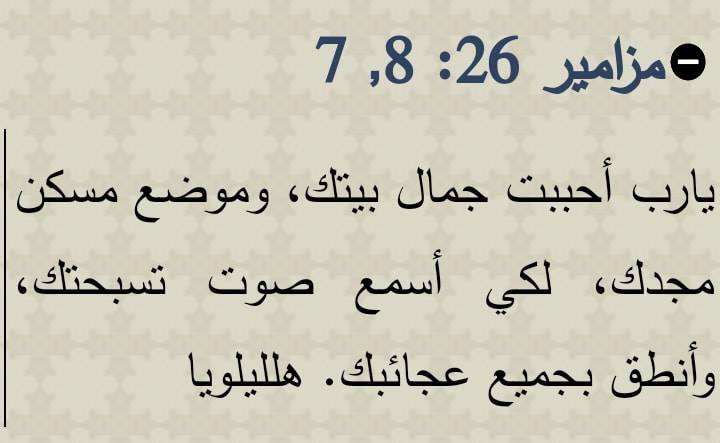 مزامير 26: 8, 7
يارب أحببت جمال بيتك، وموضع مسكن
مجدك، لكي أسمع صوت تسبحتك،
وأنطق بجميع عجائبك. هلليلويا